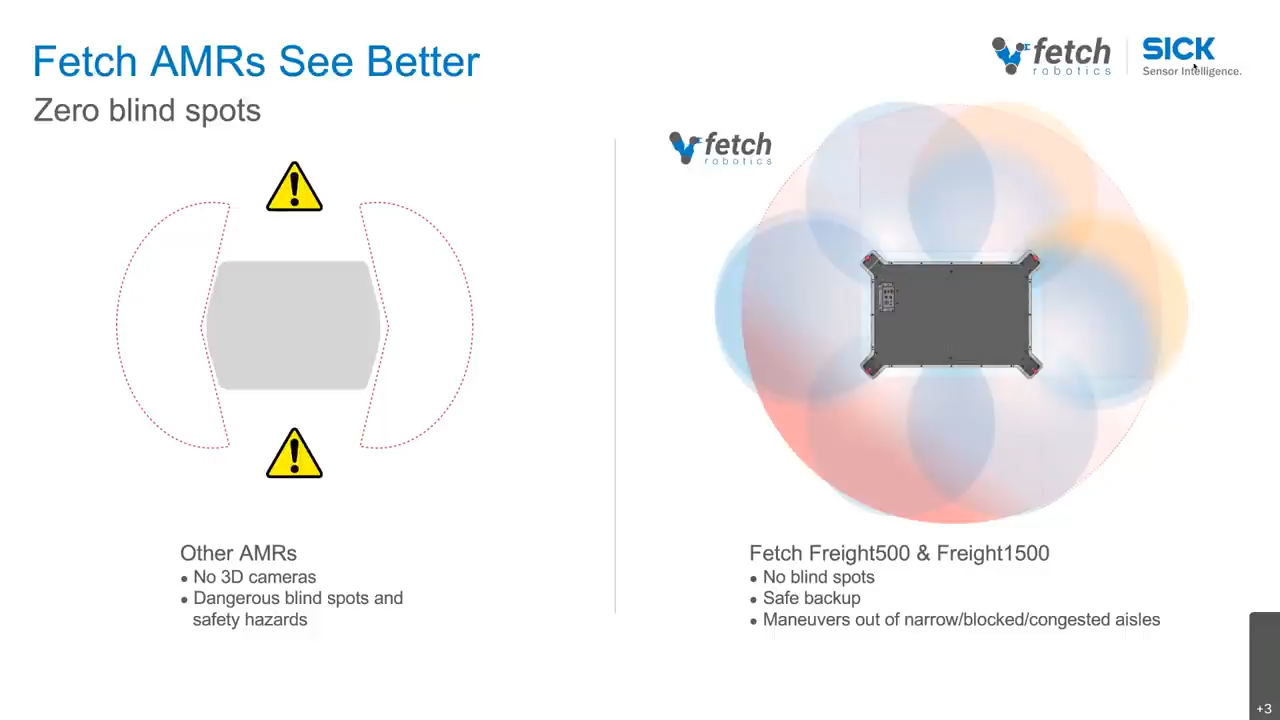 Fetch AMRs See Better
Zero blind spots
fetch
robotics
SICK
Sensor Intelligence.
fetch
robotics
Other AMRs
• No 3D cameras
• Dangerous blind spots and
safety hazards
Fetch Freight500 & Freight1500
• No blind spots
• Safe backup
• Maneuvers out of narrow/blocked/congested aisles
+3